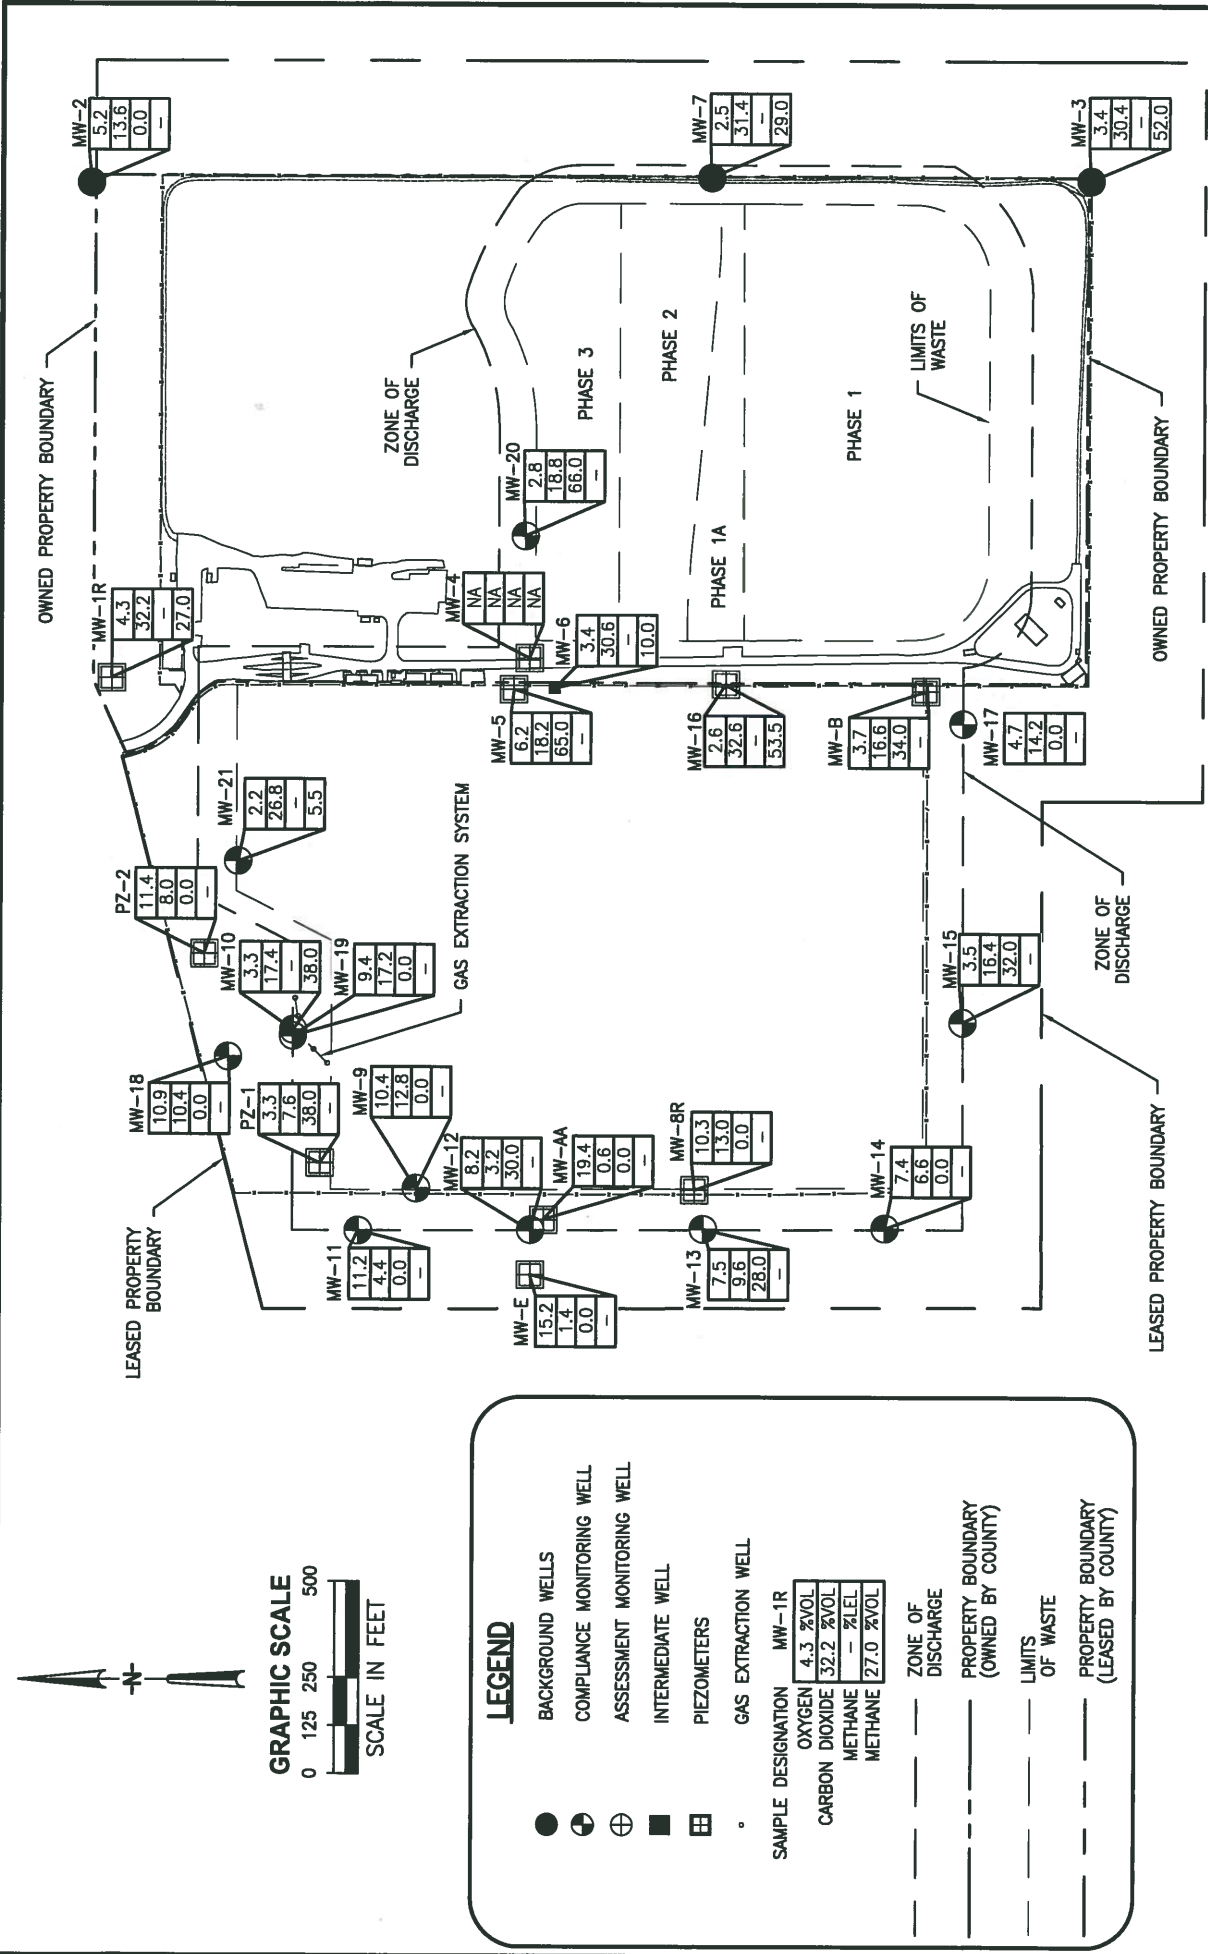 OWNED PROPERTY BOUNDARY
MW-2
5.2
13.6
0.0
–
MW-1R
4.3
32.2
–
27.0
MW-7
2.5
31.4
–
29.0
MW-3
3.4
30.4
–
52.0
ZONE OF
DISCHARGE
PHASE 3
PHASE 2
PHASE 1A
PHASE 1
LIMITS OF
WASTE
OWNED PROPERTY BOUNDARY
MW-20
2.8
18.8
66.0
–
MW-4
NA
NA
NA
NA
MW-6
3.4
30.6
–
10.0
MW-5
6.2
18.2
65.0
–
MW-16
2.6
32.6
–
53.5
MW-B
3.7
16.6
34.0
–
MW-17
4.7
14.2
0.0
–
MW-21
2.2
26.8
–
5.5
GAS EXTRACTION SYSTEM
PZ-2
11.4
8.0
0.0
–
MW-10
3.3
17.4
–
38.0
MW-19
9.4
17.2
0.0
–
MW-18
10.9
10.4
0.0
–
PZ-1
3.3
7.6
38.0
–
MW-9
10.4
12.8
0.0
–
MW-12
8.2
3.2
30.0
–
MW-AA
19.4
0.6
0.0
–
MW-8R
10.3
13.0
0.0
–
MW-14
7.4
6.6
0.0
–
MW-15
3.5
16.4
32.0
–
ZONE OF
DISCHARGE
MW-11
11.2
4.4
0.0
–
MW-E
15.2
1.4
0.0
–
MW-13
7.5
9.6
28.0
–
LEASED PROPERTY
BOUNDARY
LEASED PROPERTY BOUNDARY
N
GRAPHIC SCALE
0 125 250 500
SCALE IN FEET
LEGEND
BACKGROUND WELLS
COMPLIANCE MONITORING WELL
ASSESSMENT MONITORING WELL
INTERMEDIATE WELL
PIEZOMETERS
GAS EXTRACTION WELL
SAMPLE DESIGNATION MW-1R
OXYGEN 4.3 %VOL
CARBON DIOXIDE 32.2 %VOL
METHANE – %LEL
METHANE 27.0 %VOL
ZONE OF
DISCHARGE
PROPERTY BOUNDARY
(OWNED BY COUNTY)
LIMITS
OF WASTE
PROPERTY BOUNDARY
(LEASED BY COUNTY)